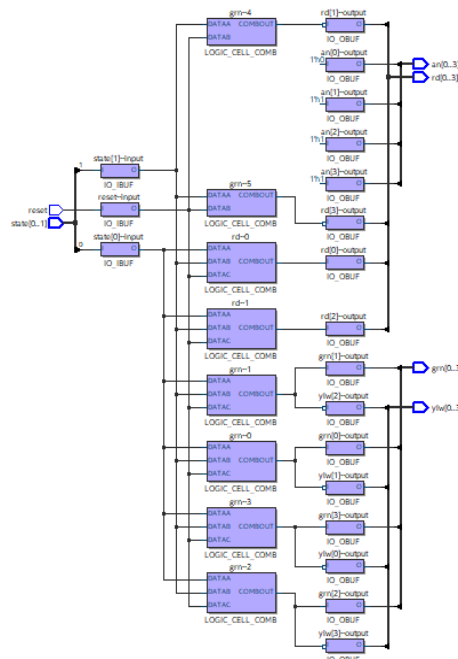 grn~4
DATAA COMBOUT
DATAB
LOGIC_CELL_COMB
rd[1]~output
I O
IO_OBUF
an[0]~output
1'h0 I O
IO_OBUF
an[0...3]
rd[0...3]
an[1]~output
1'h1 I O
IO_OBUF
an[2]~output
1'h1 I O
IO_OBUF
an[3]~output
1'h1 I O
IO_OBUF
state[1]~input
1 I O
IO_IBUF
reset
reset~input
I O
IO_IBUF
state[0...1]
state[0]~input
0 I O
IO_IBUF
grn~5
DATAA COMBOUT
DATAB
LOGIC_CELL_COMB
rd[3]~output
I O
IO_OBUF
rd~0
DATAA COMBOUT
DATAB
DATAC
LOGIC_CELL_COMB
rd[0]~output
I O
IO_OBUF
rd~1
DATAA COMBOUT
DATAB
DATAC
LOGIC_CELL_COMB
rd[2]~output
I O
IO_OBUF
grn~1
DATAA COMBOUT
DATAB
DATAC
LOGIC_CELL_COMB
grn[1]~output
I O
IO_OBUF
grn[0...3
ylw[2]~output
I O
IO_OBUF
ylw[0...3
grn~0
DATAA COMBOUT
DATAB
DATAC
LOGIC_CELL_COMB
grn[0]~output
I O
IO_OBUF
ylw[1]~output
I O
IO_OBUF
grn~3
DATAA COMBOUT
DATAB
DATAC
LOGIC_CELL_COMB
grn[3]~output
I O
IO_OBUF
ylw[0]~output
I O
IO_OBUF
grn~2
DATAA COMBOUT
DATAB
DATAC
LOGIC_CELL_COMB
grn[2]~output
I O
IO_OBUF
ylw[3]~output
I O
IO_OBUF